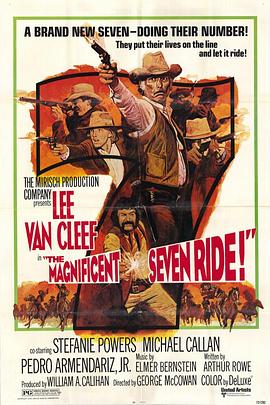 A BRAND NEW SEVEN—DOING THEIR NUMBER!
They put their lives on the line
and let it ride!
THE MIRISCH PRODUCTION
COMPANY
presents
LEE
VAN CLEEF
in "THE
MAGNIFICENT SEVEN RIDE!"
co-starring STEFANIE POWERS MICHAEL CALLAN
PEDRO ARMENDARIZ, JR. Music by ELMER BERNSTEIN Written by ARTHUR ROWE
Produced by WILLIAM A. CALIHAN Directed by GEORGE McCOWAN COLOR by DeLuxe
PG
United Artists